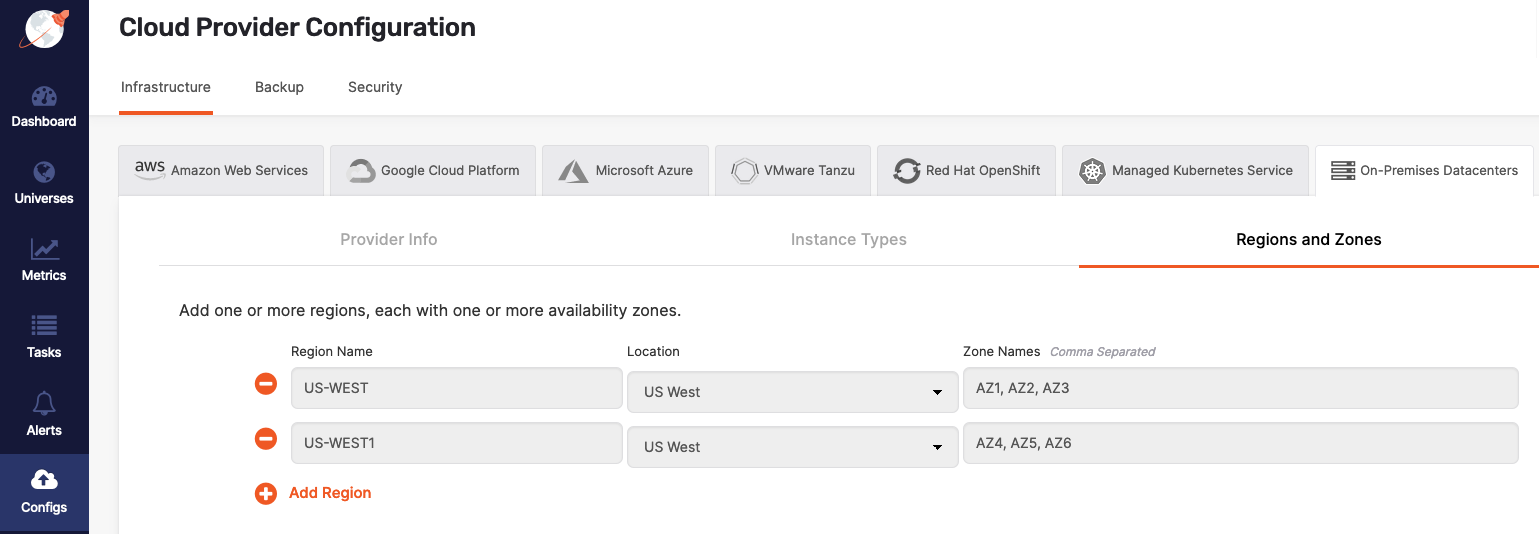 Cloud Provider Configuration
Infrastructure Backup Security
aws Amazon Web Services Google Cloud Platform Microsoft Azure VMware Tanzu Red Hat OpenShift Managed Kubernetes Service On-Premises Datacenters
Provider Info Instance Types Regions and Zones
Add one or more regions, each with one or more availability zones.
Region Name Location Zone Names Comma Separated
US-WEST US West AZ1, AZ2, AZ3
US-WEST1 US West AZ4, AZ5, AZ6
Add Region
Dashboard
Universes
Metrics
Tasks
Alerts
Configs